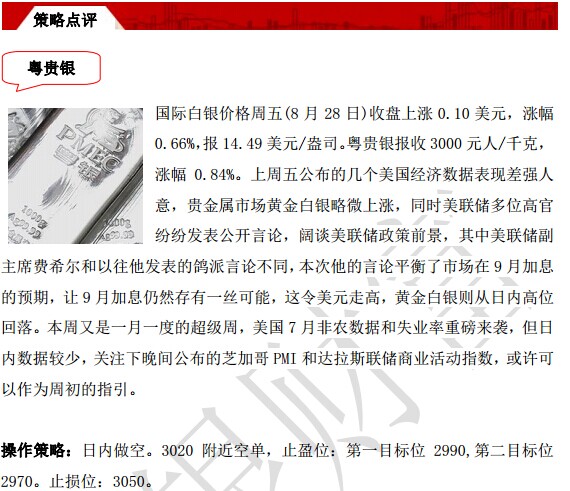 策略点评
粤贵银
国际白银价格周五(8 月 28 日)收盘上涨 0.10 美元，涨幅
0.66%,报 14.49 美元/盎司。粤贵银报收 3000 元人/千克，
涨幅 0.84%。上周五公布的几个美国经济数据表现差强人
意，贵金属市场黄金白银略微上涨，同时美联储多位高官
纷纷发表公开言论，阔谈美联储政策前景，其中美联储副
主席费希尔和以往他发表的鸽派言论不同,本次他的言论平衡了市场在 9 月加息
的预期，让 9 月加息仍然存有一丝可能，这令美元走高，黄金白银则从日内高位
回落。本周又是一月一度的超级周，美国 7 月非农数据和失业率重磅来袭，但日
内数据较少，关注下晚间公布的芝加哥 PMI 和达拉斯联储商业活动指数，或许可
以作为周初的指引。
操作策略：日内做空。3020 附近空单，止盈位：第一目标位 2990,第二目标位
2970。止损位：3050。
PMEC
1000g